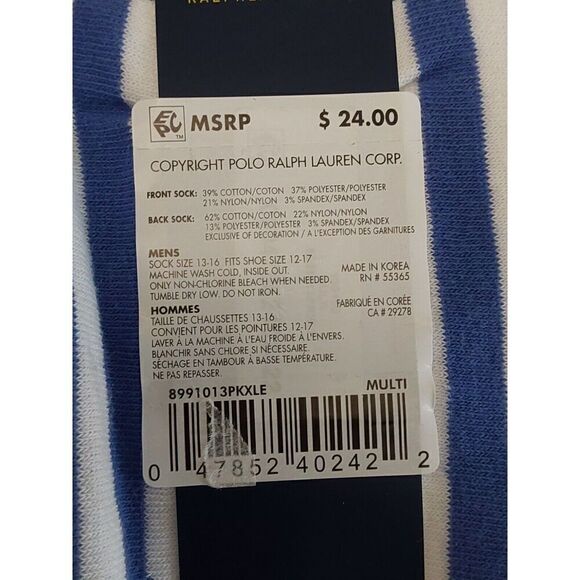 MSRP $ 24.00
COPYRIGHT POLO RALPH LAUREN CORP.
FRONT SOCK: 39% COTTON/COTON 37% POLYESTER/POLYESTER
21% NYLON/NYLON 3% SPANDEX/SPANDEX
BACK SOCK: 62% COTTON/COTON 22% NYLON/NYLON
13% POLYESTER/POLYESTER 3% SPANDEX/SPANDEX
EXCLUSIVE OF DECORATION / A L'EXCEPTION DES GARNITURES
MENS
SOCK SIZE 13-16 FITS SHOE SIZE 12-17
MACHINE WASH COLD, INSIDE OUT. MADE IN KOREA
ONLY NON-CHLORINE BLEACH WHEN NEEDED. RN # 55365
TUMBLE DRY LOW. DO NOT IRON.
HOMMES FABRIQUÉ EN CORÉE
TAILLE DE CHAUSSETTES 13-16 CA # 29278
CONVIENT POUR LES POINTURES 12-17
LAVER À LA MACHINE À L'EAU FROIDE À L'ENVERS.
BLANCHIR SANS CHLORE SI NÉCESSAIRE.
SÉCHAGE EN TAMBOUR À BASSE TEMPÉRATURE.
NE PAS REPASSER.
8991013PKXLE MULTI
0 47852 40242 2